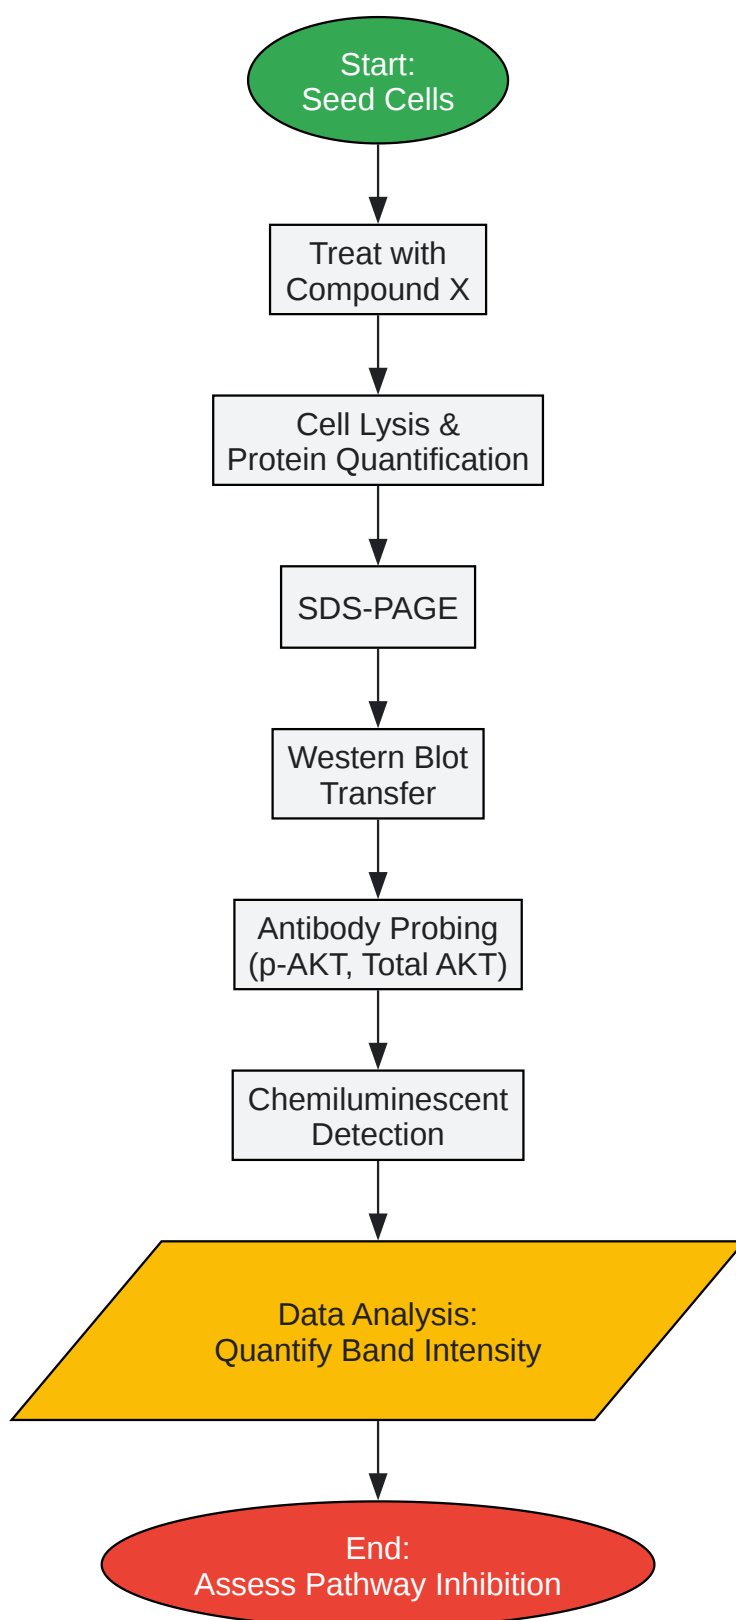 Start:
Seed Cells
Treat with
Compound X
Cell Lysis &
Protein Quantification
SDS-PAGE
Western Blot
Transfer
Antibody Probing
(p-AKT, Total AKT)
Chemiluminescent
Detection
Data Analysis:
Quantify Band Intensity
End:
Assess Pathway Inhibition